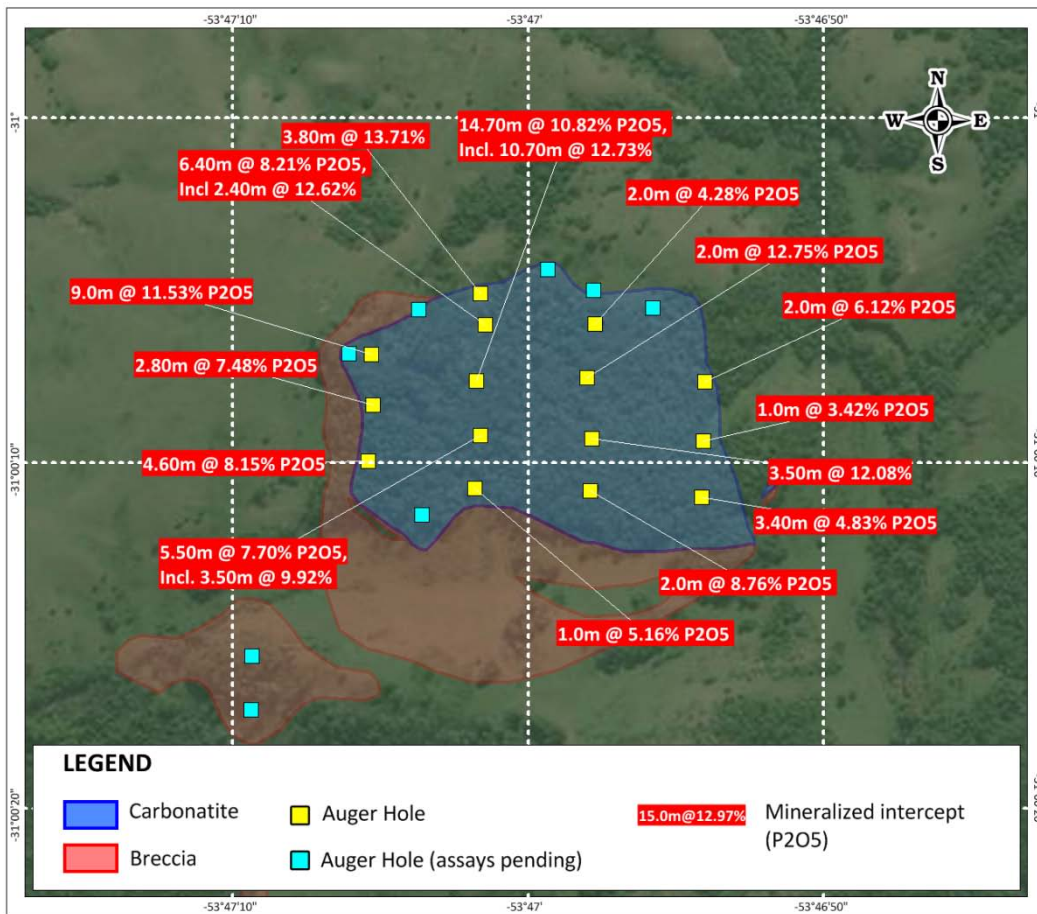 -53°47'10"
-53°47'
-53°46'50"
-31°
-31
N
W
E
S
3.80m @ 13.71%
14.70m @ 10.82% P2O5,
Incl. 10.70m @ 12.73%
6.40m @ 8.21% P2O5,
Incl 2.40m @ 12.62%
2.0m @ 4.28% P2O5
2.0m @ 12.75% P2O5
9.0m @ 11.53% P2O5
2.0m @ 6.12% P2O5
2.80m @ 7.48% P2O5
1.0m @ 3.42% P2O5
4.60m @ 8.15% P2O5
3.50m @ 12.08%
-31°00'10"
3.40m @ 4.83% P2O5
5.50m @ 7.70% P2O5,
Incl. 3.50m @ 9.92%
2.0m @ 8.76% P2O5
1.0m @ 5.16% P2O5
LEGEND
Carbonatite
Breccia
Auger Hole
Auger Hole (assays pending)
15.0m@12.97%
Mineralized intercept
(P2O5)
-31°00'20"
-53°47'10"
-53°47'
-53°46'50"